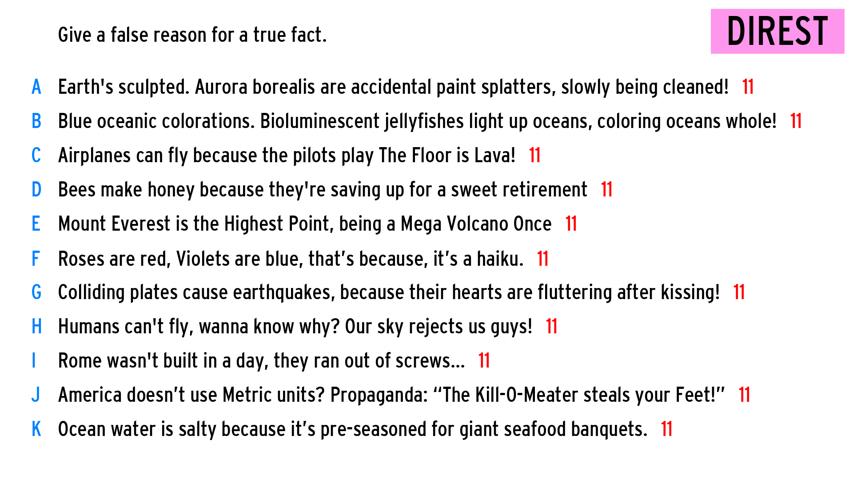 Give a false reason for a true fact.
DIREST
A Earth's sculpted. Aurora borealis are accidental paint splatters, slowly being cleaned! 11
B Blue oceanic colorations. Bioluminescent jellyfishes light up oceans, coloring oceans whole! 11
C Airplanes can fly because the pilots play The Floor is Lava! 11
D Bees make honey because they're saving up for a sweet retirement 11
E Mount Everest is the Highest Point, being a Mega Volcano Once 11
F Roses are red, Violets are blue, that’s because, it’s a haiku. 11
G Colliding plates cause earthquakes, because their hearts are fluttering after kissing! 11
H Humans can't fly, wanna know why? Our sky rejects us guys! 11
I Rome wasn't built in a day, they ran out of screws... 11
J America doesn’t use Metric units? Propaganda: “The Kill-O-Meater steals your Feet!” 11
K Ocean water is salty because it’s pre-seasoned for giant seafood banquets. 11